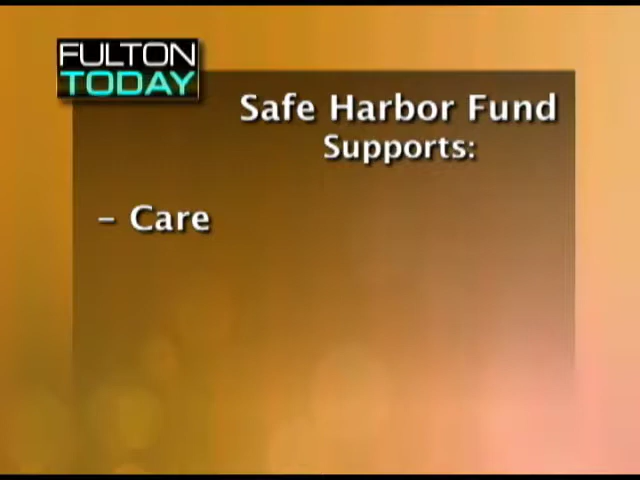 FULTON
TODAY
Safe Harbor Fund
Supports:
- Care